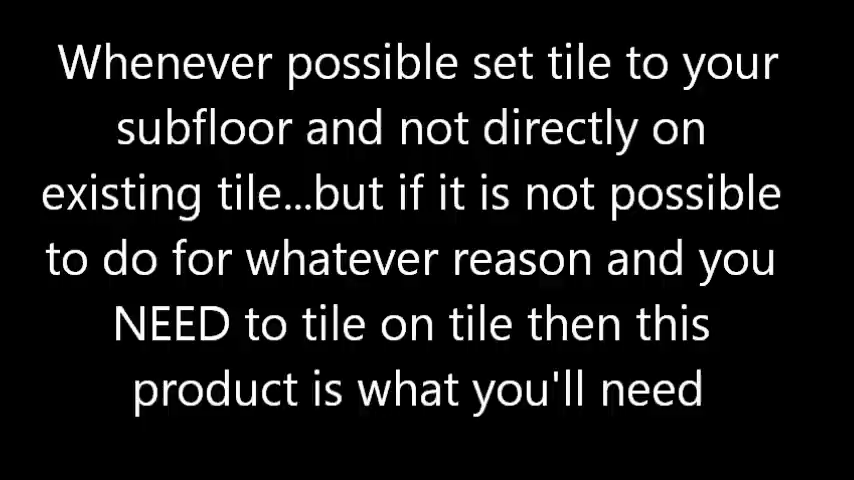 Whenever possible set tile to your
subfloor and not directly on
existing tile...but if it is not possible
to do for whatever reason and you
NEED to tile on tile then this
product is what you'll need